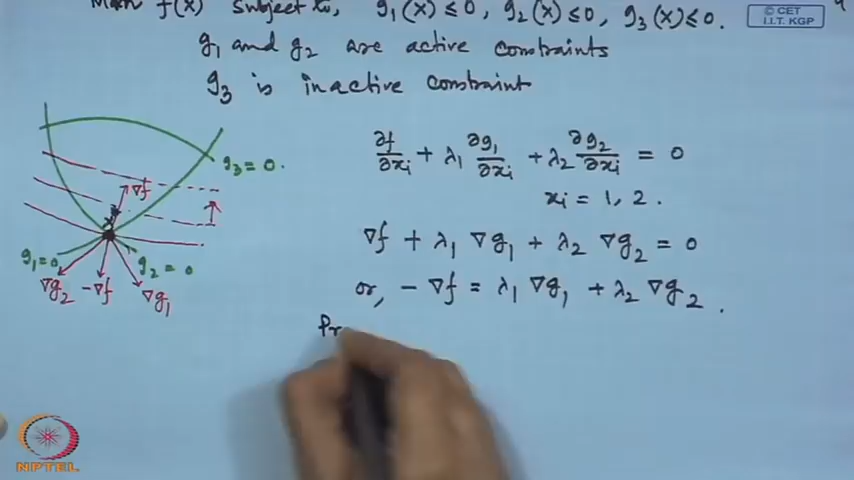 f(x) subject to, g₁(x) ≤ 0, g₂(x) ≤ 0, g₃(x) ≤ 0.
© CET
I.I.T. KGP
g₁ and g₂ are active constraints
g₃ is inactive constraint
∂f/∂xᵢ + λ₁ ∂g₁/∂xᵢ + λ₂ ∂g₂/∂xᵢ = 0
xᵢ = 1, 2.
g₃ = 0.
∇f
x
∇f + λ₁ ∇g₁ + λ₂ ∇g₂ = 0
g₁ = 0
g₂ = 0
∇g₂ -∇f ∇g₁
or, - ∇f = λ₁ ∇g₁ + λ₂ ∇g₂.
Pr
NPTEL